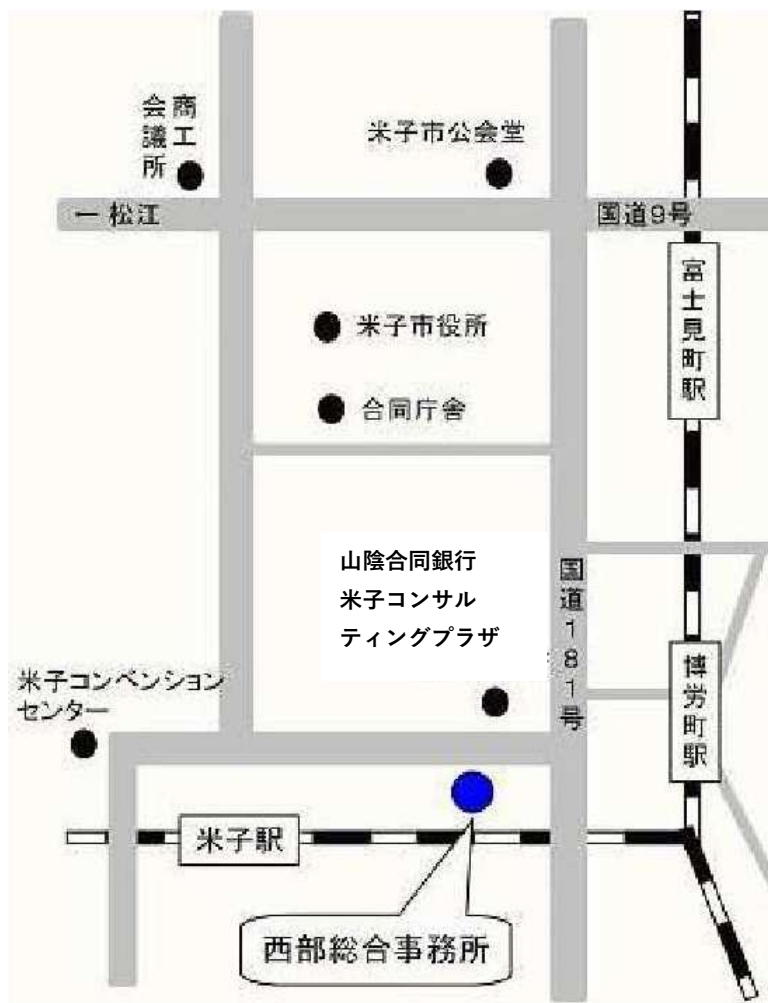 商工
会議所
米子市公会堂
ー松江
国道9号
富士見町駅
米子市役所
合同庁舎
山陰合同銀行
米子コンサル
ティングプラザ
国道181号
米子コンベンション
センター
博労町駅
米子駅
西部総合事務所